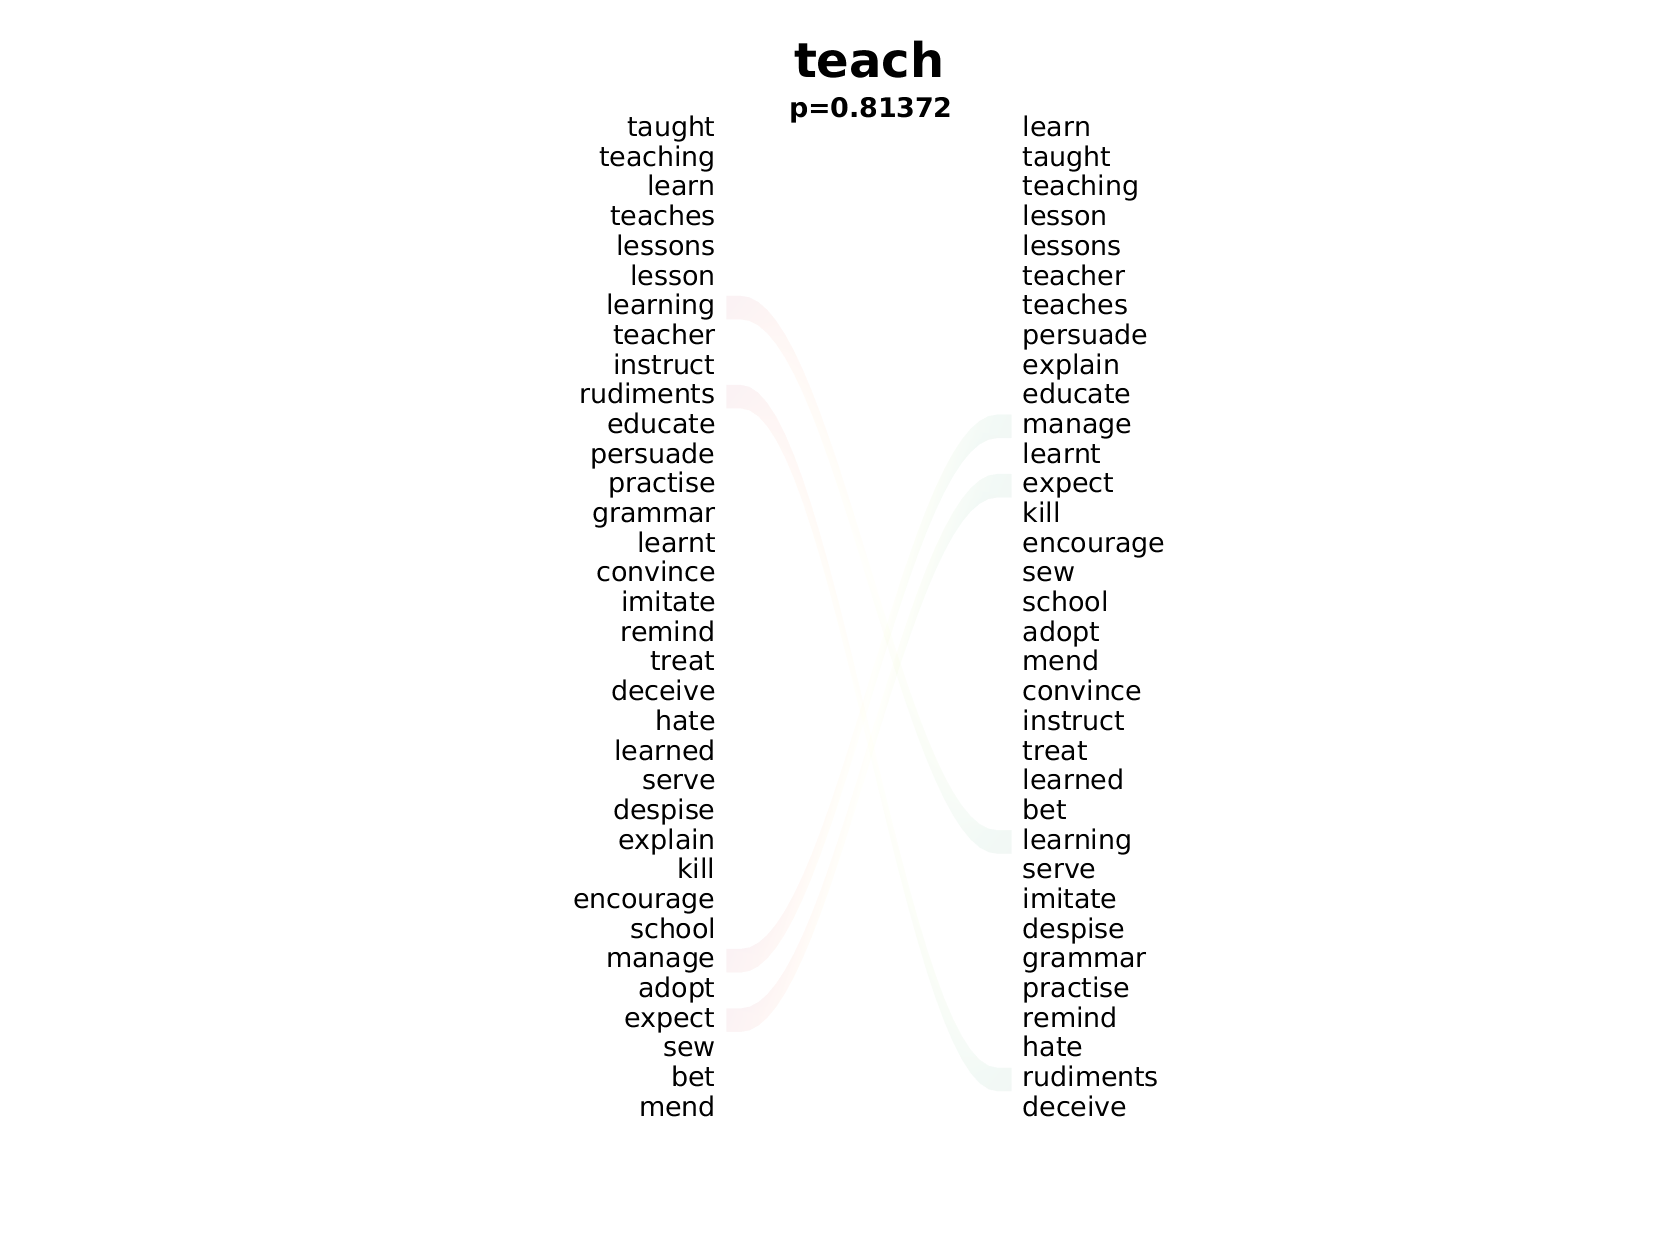 teach
p=0.81372
taught learn
teaching taught
learn teaching
teaches lesson
lessons lessons
lesson teacher
learning teaches
teacher persuade
instruct explain
rudiments educate
educate manage
persuade learnt
practise expect
grammar kill
learnt encourage
convince sew
imitate school
remind adopt
treat mend
deceive convince
hate instruct
learned treat
serve learned
despise bet
explain learning
kill serve
encourage imitate
school despise
manage grammar
adopt practise
expect remind
sew hate
bet rudiments
mend deceive